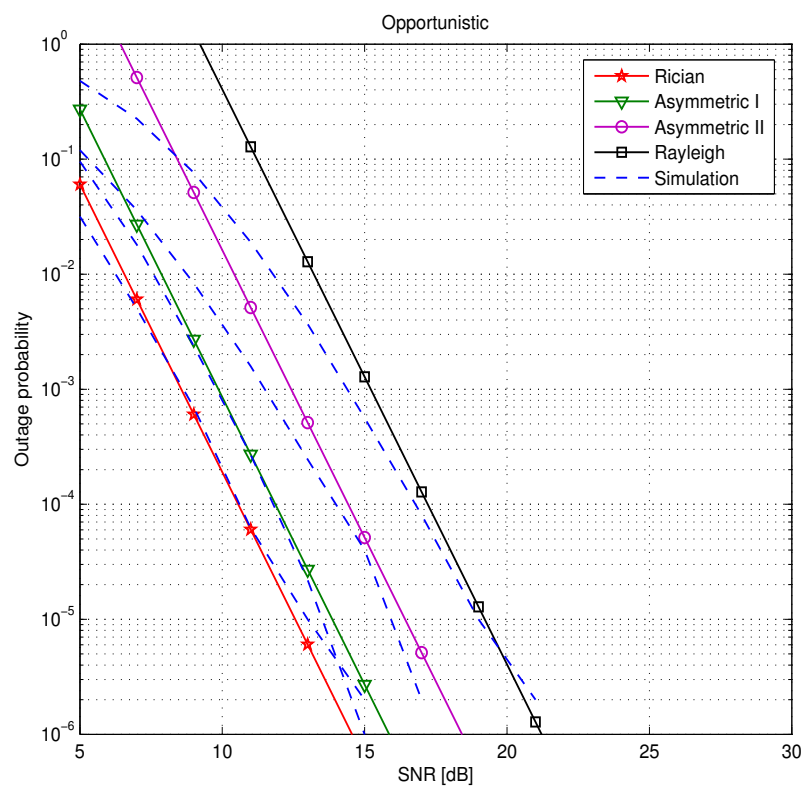 Opportunistic
Rician
Asymmetric I
Asymmetric II
Rayleigh
Simulation
Outage probability
10^0
10^−1
10^−2
10^−3
10^−4
10^−5
10^−6
5 10 15 20 25 30
SNR [dB]